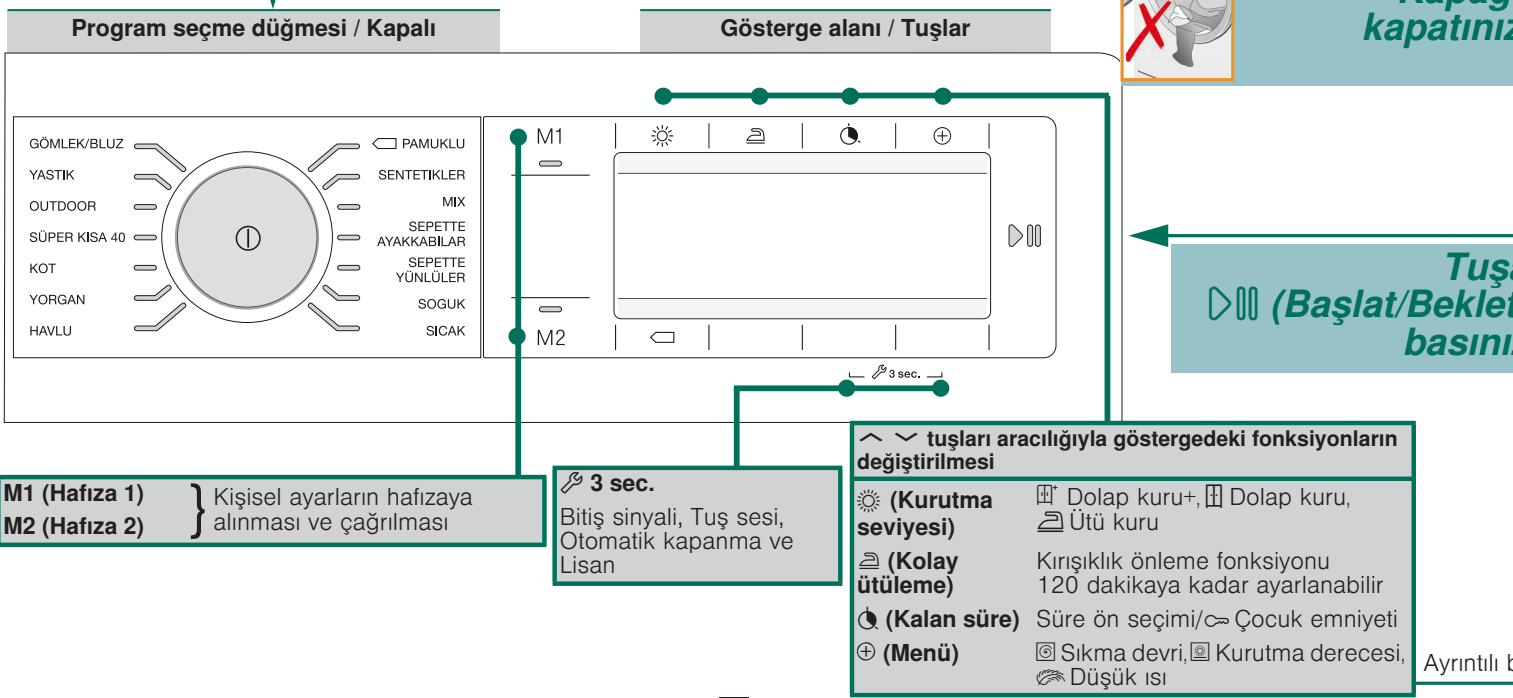 Program seçme düğmesi / Kapalı
Gösterge alanı / Tuşlar
kapatınız
GÖMLEK/BLUZ
YASTIK
OUTDOOR
SÜPER KISA 40
KOT
YORGAN
HAVLU
PAMUKLU
SENTETIKLER
MIX
SEPETTE
AYAKKABILAR
SEPETTE
YÜNLÜLER
SOGUK
SICAK
M1
M2
3 sec.
(Başlat/Beklet
M1 (Hafıza 1)
M2 (Hafıza 2)
} Kişisel ayarların hafızaya
alınması ve çağrılması
3 sec.
Bitiş sinyali, Tuş sesi,
Otomatik kapanma ve
Lisan
tuşları aracılığıyla göstergedeki fonksiyonların
değiştirilmesi
(Kurutma
seviyesi)
Dolap kuru+, Dolap kuru,
Ütü kuru
(Kolay
ütüleme)
Kırışıklık önleme fonksiyonu
120 dakikaya kadar ayarlanabilir
(Kalan süre) Süre ön seçimi/ Çocuk emniyeti
(Menü) Sıkma devri, Kurutma derecesi,
Düşük ısı
Ayrıntılı